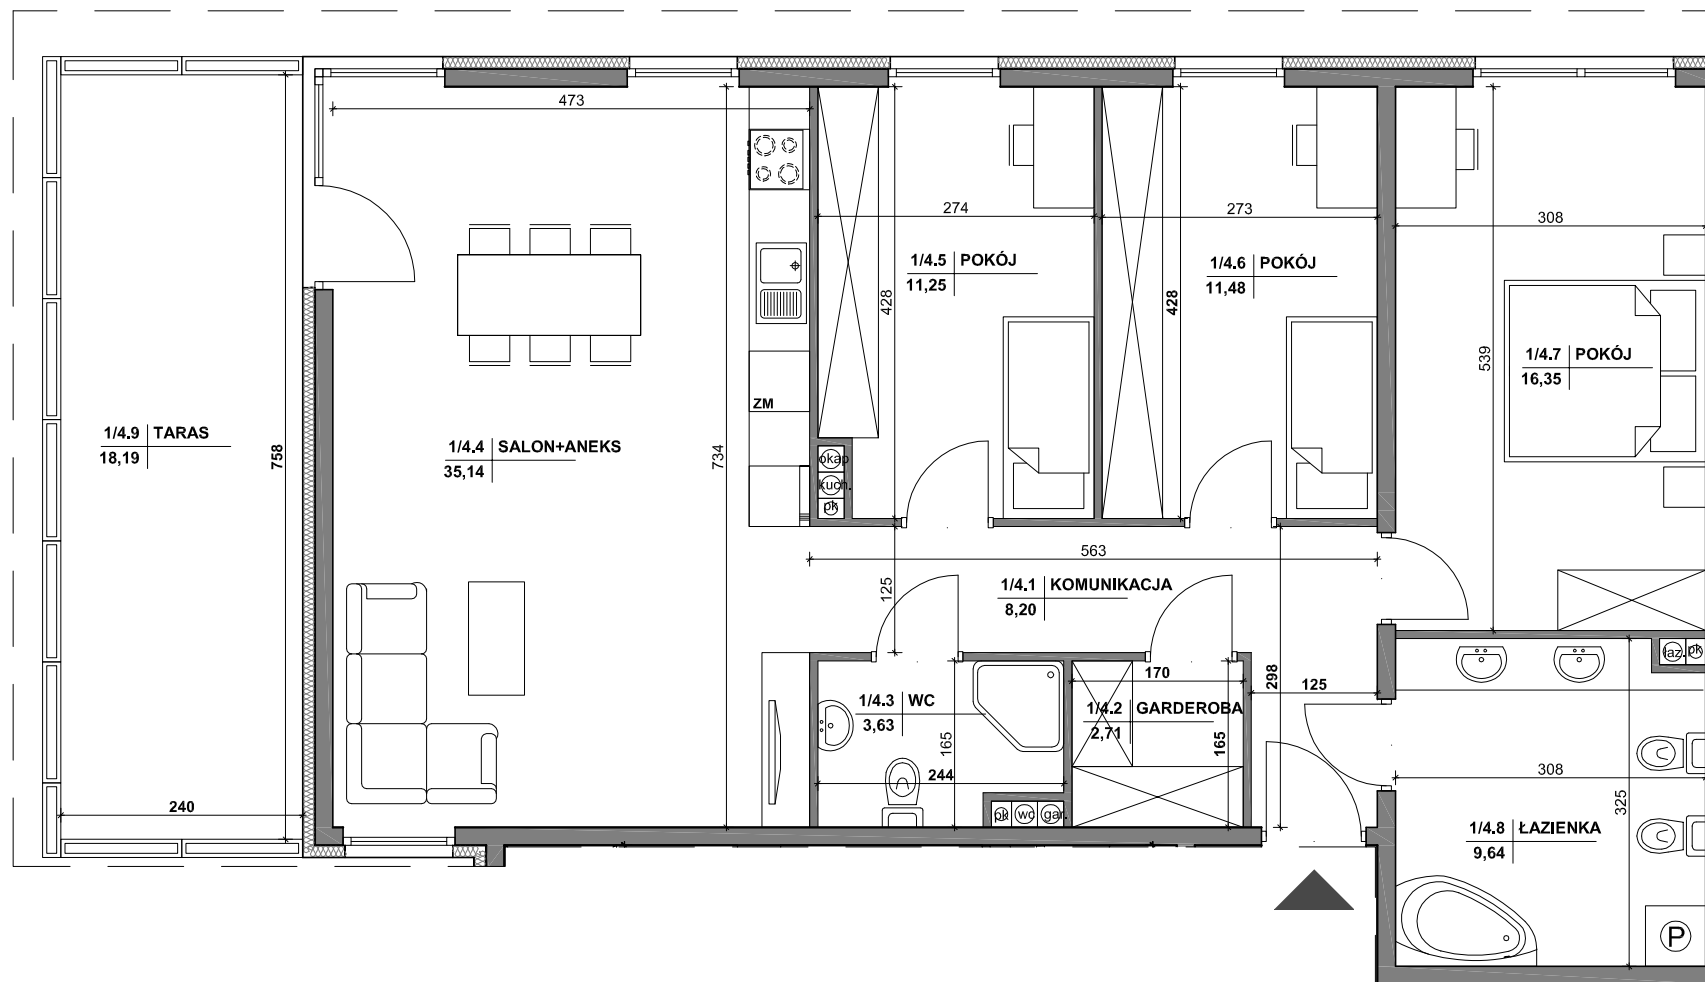 473
274
273
308
1/4.5 POKÓJ
11,25
1/4.6 POKÓJ
11,48
428
428
539
1/4.7 POKÓJ
16,35
ZM
1/4.9 TARAS
18,19
758
1/4.4 SALON+ANEKS
35,14
734
okap
kuch.
pk
563
125
1/4.1 KOMUNIKACJA
8,20
łaz.
pk
170
298
125
1/4.3 WC
3,63
1/4.2 GARDEROBA
2,71
165
165
244
308
325
240
pk
wc
gar.
1/4.8 ŁAZIENKA
9,64
P